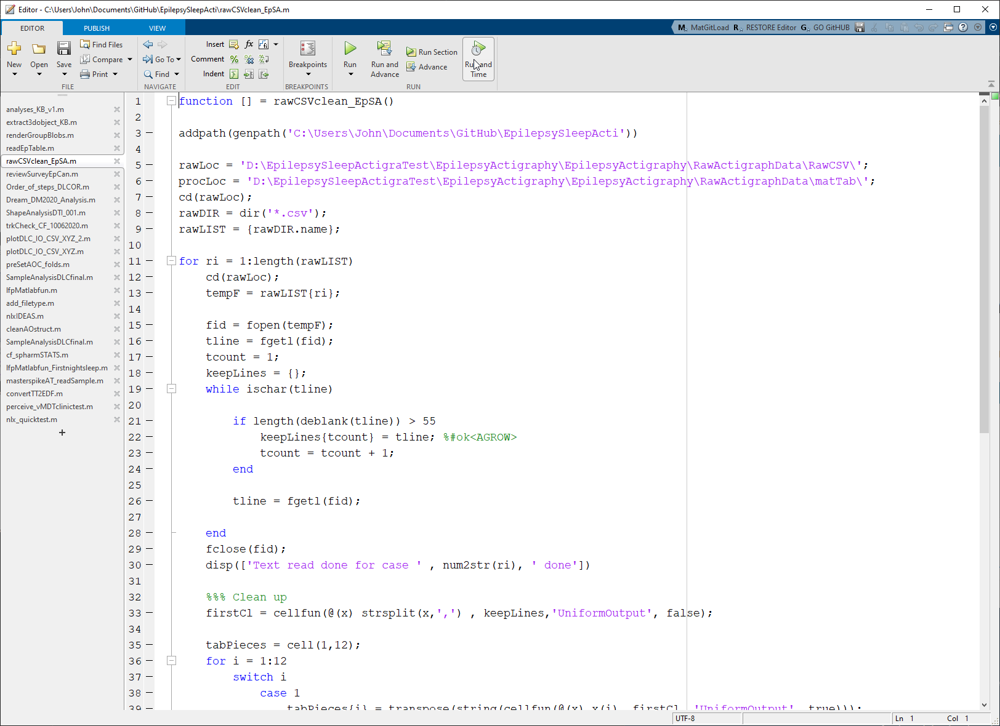 Editor - C:\Users\John\Documents\GitHub\EpilepsySleepActi\rawCSVclean_EpSA.m
EDITOR PUBLISH VIEW
MatGitLoad RESTORE Editor GO GitHUB
New Open Save
Find Files
Compare
Print
FILE
Go To
Find
NAVIGATE
Insert fx
Comment
Indent
EDIT
Breakpoints
BREAKPOINTS
Run
Run and Advance
Run Section
Advance
Run and Time
RUN
analyses_KB_v1.m
extract3dobject_KB.m
renderGroupBlobs.m
readEpTable.m
rawCSVclean_EpSA.m
reviewSurveyEpCan.m
Order_of_steps_DLCOR.m
Dream_DM2020_Analysis.m
ShapeAnalysisDTI_001.m
trkCheck_CF_10062020.m
plotDLC_IO_CSV_XYZ_2.m
plotDLC_IO_CSV_XYZ.m
preSetAOC_folds.m
SampleAnalysisDLCfinal.m
lfpMatlabfun.m
add_filetype.m
nlxIDEAS.m
cleanAOstruct.m
SampleAnalysisDLCfinal.m
cf_spharmSTATS.m
lfpMatlabfun_Firstnightsleep.m
masterspikeAT_readSample.m
convertTT2EDF.m
perceive_vMDTclinictest.m
nlx_quicktest.m
1 function [] = rawCSVclean_EpSA()
2
3 addpath(genpath('C:\Users\John\Documents\GitHub\EpilepsySleepActi'))
4
5 rawLoc = 'D:\EpilepsySleepActigraTest\EpilepsyActigraphy\EpilepsyActigraphy\RawActigraphData\RawCSV\';
6 procLoc = 'D:\EpilepsySleepActigraTest\EpilepsyActigraphy\EpilepsyActigraphy\RawActigraphData\matTab\';
7 cd(rawLoc);
8 rawDIR = dir('*.csv');
9 rawLIST = {rawDIR.name};
10
11 for ri = 1:length(rawLIST)
12 cd(rawLoc);
13 tempF = rawLIST{ri};
14
15 fid = fopen(tempF);
16 tline = fgetl(fid);
17 tcount = 1;
18 keepLines = {};
19 while ischar(tline)
20
21 if length(deblank(tline)) > 55
22 keepLines{tcount} = tline; %#ok<AGROW>
23 tcount = tcount + 1;
24 end
25
26 tline = fgetl(fid);
27
28 end
29 fclose(fid);
30 disp(['Text read done for case ' , num2str(ri), ' done'])
31
32 %%% Clean up
33 firstCl = cellfun(@(x) strsplit(x,',') , keepLines,'UniformOutput', false);
34
35 tabPieces = cell(1,12);
36 for i = 1:12
37 switch i
38 case 1
39 tabPieces{i} = transpose(string(cellfun(@(x) x(i), firstCl, 'UniformOutput', true)));
UTF-8
Ln 1 Col 1